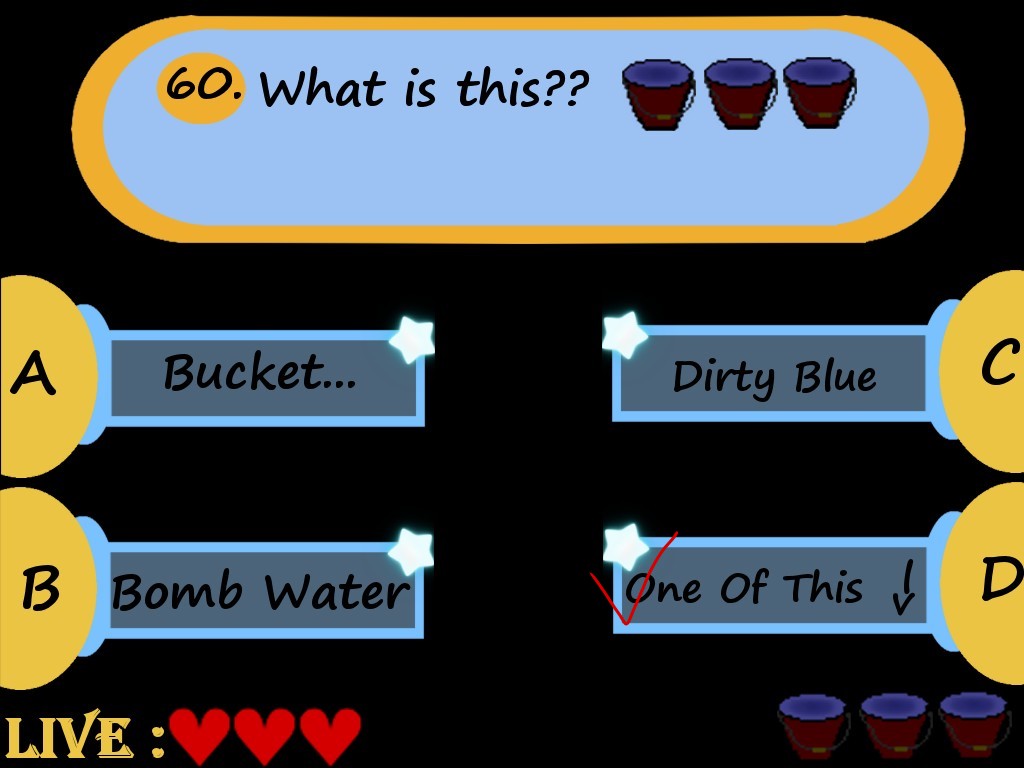 60. What is this??
A
Bucket...
C
Dirty Blue
B
Bomb Water
D
One Of This
LIVE :